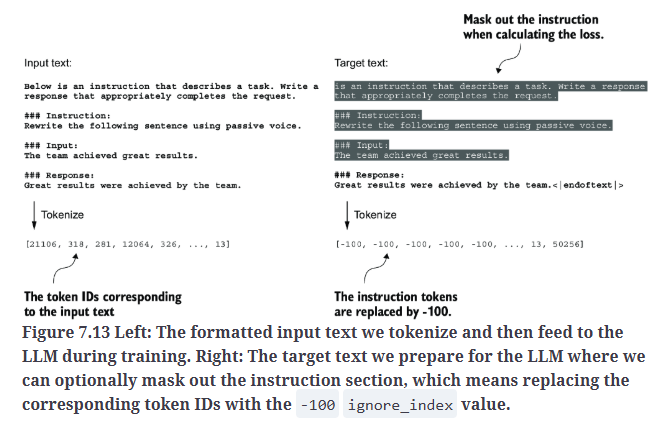 Mask out the instruction
when calculating the loss.
Input text:
Below is an instruction that describes a task. Write a
response that appropriately completes the request.
### Instruction:
Rewrite the following sentence using passive voice.
### Input:
The team achieved great results.
### Response:
Great results were achieved by the team.
Tokenize
[21106, 318, 281, 12064, 326, ..., 13]
The token IDs corresponding
to the input text
Target text:
is an instruction that describes a task. Write a response
that appropriately completes the request.
### Instruction:
Rewrite the following sentence using passive voice.
### Input:
The team achieved great results.
### Response:
Great results were achieved by the team.<|endoftext|>
Tokenize
[-100, -100, -100, -100, -100, ..., 13, 50256]
The instruction tokens
are replaced by -100.
Figure 7.13 Left: The formatted input text we tokenize and then feed to the
LLM during training. Right: The target text we prepare for the LLM where we
can optionally mask out the instruction section, which means replacing the
corresponding token IDs with the -100 ignore_index value.